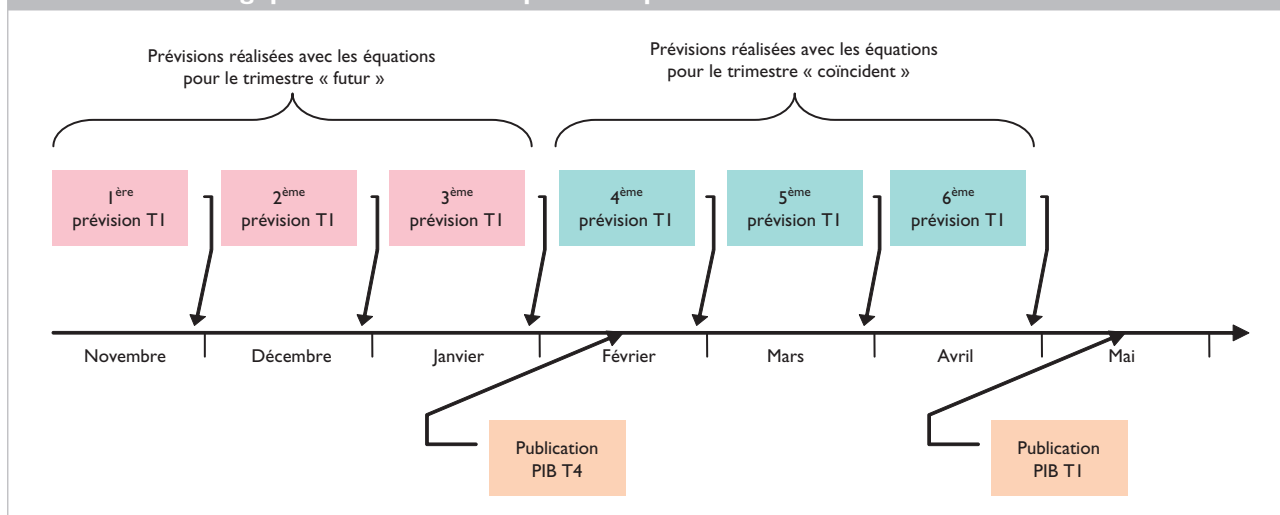 Prévisions réalisées avec les équations
pour le trimestre « futur »
Prévisions réalisées avec les équations
pour le trimestre « coïncident »
1ère
prévision T1
2ème
prévision T1
3ème
prévision T1
4ème
prévision T1
5ème
prévision T1
6ème
prévision T1
Novembre
Décembre
Janvier
Février
Mars
Avril
Mai
Publication
PIB T4
Publication
PIB T1